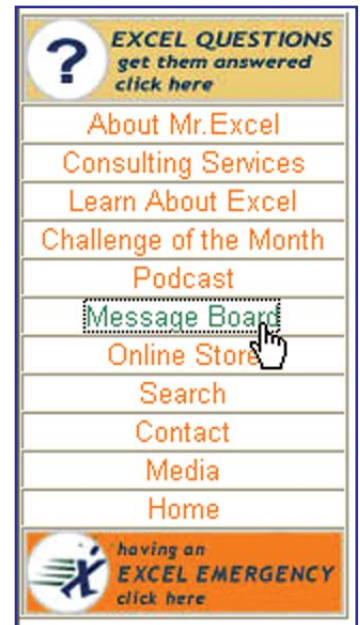 ?
EXCEL QUESTIONS
get them answered
click here
About Mr.Excel
Consulting Services
Learn About Excel
Challenge of the Month
Podcast
Message Board
Online Store
Search
Contact
Media
Home
having an
EXCEL EMERGENCY
click here